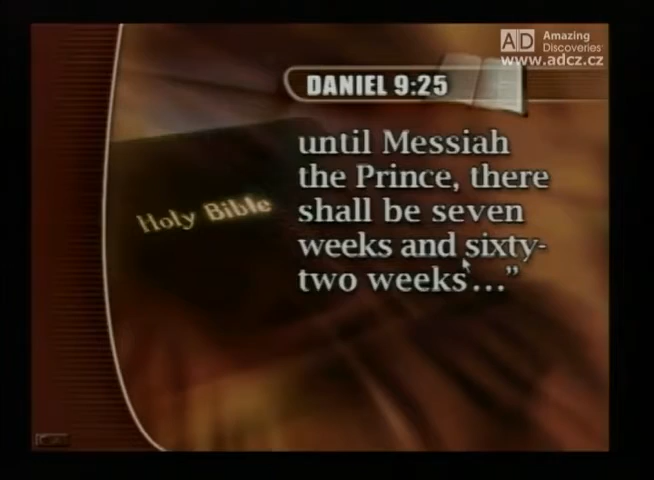 AD Amazing
Discoveries
www.adcz.cz
DANIEL 9:25
until Messiah
the Prince, there
shall be seven
weeks and sixty-
two weeks…”
Holy Bible